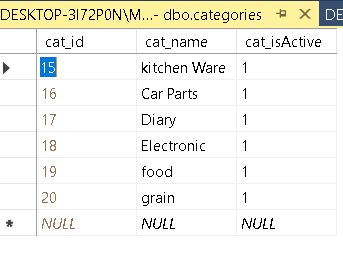 DESKTOP-3I72P0N\M...- dbo.categories DE
cat_id cat_name cat_isActive
15 kitchen Ware 1
16 Car Parts 1
17 Diary 1
18 Electronic 1
19 food 1
20 grain 1
NULL NULL NULL